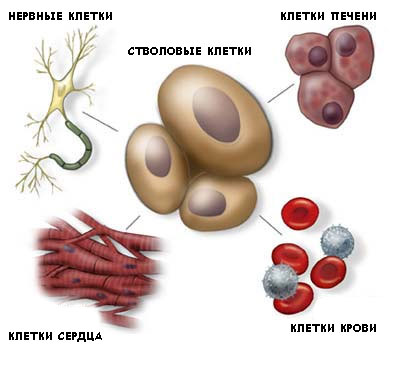 НЕРВНЫЕ КЛЕТКИ
КЛЕТКИ ПЕЧЕНИ
СТВОЛОВЫЕ КЛЕТКИ
КЛЕТКИ СЕРДЦА
КЛЕТКИ КРОВИ